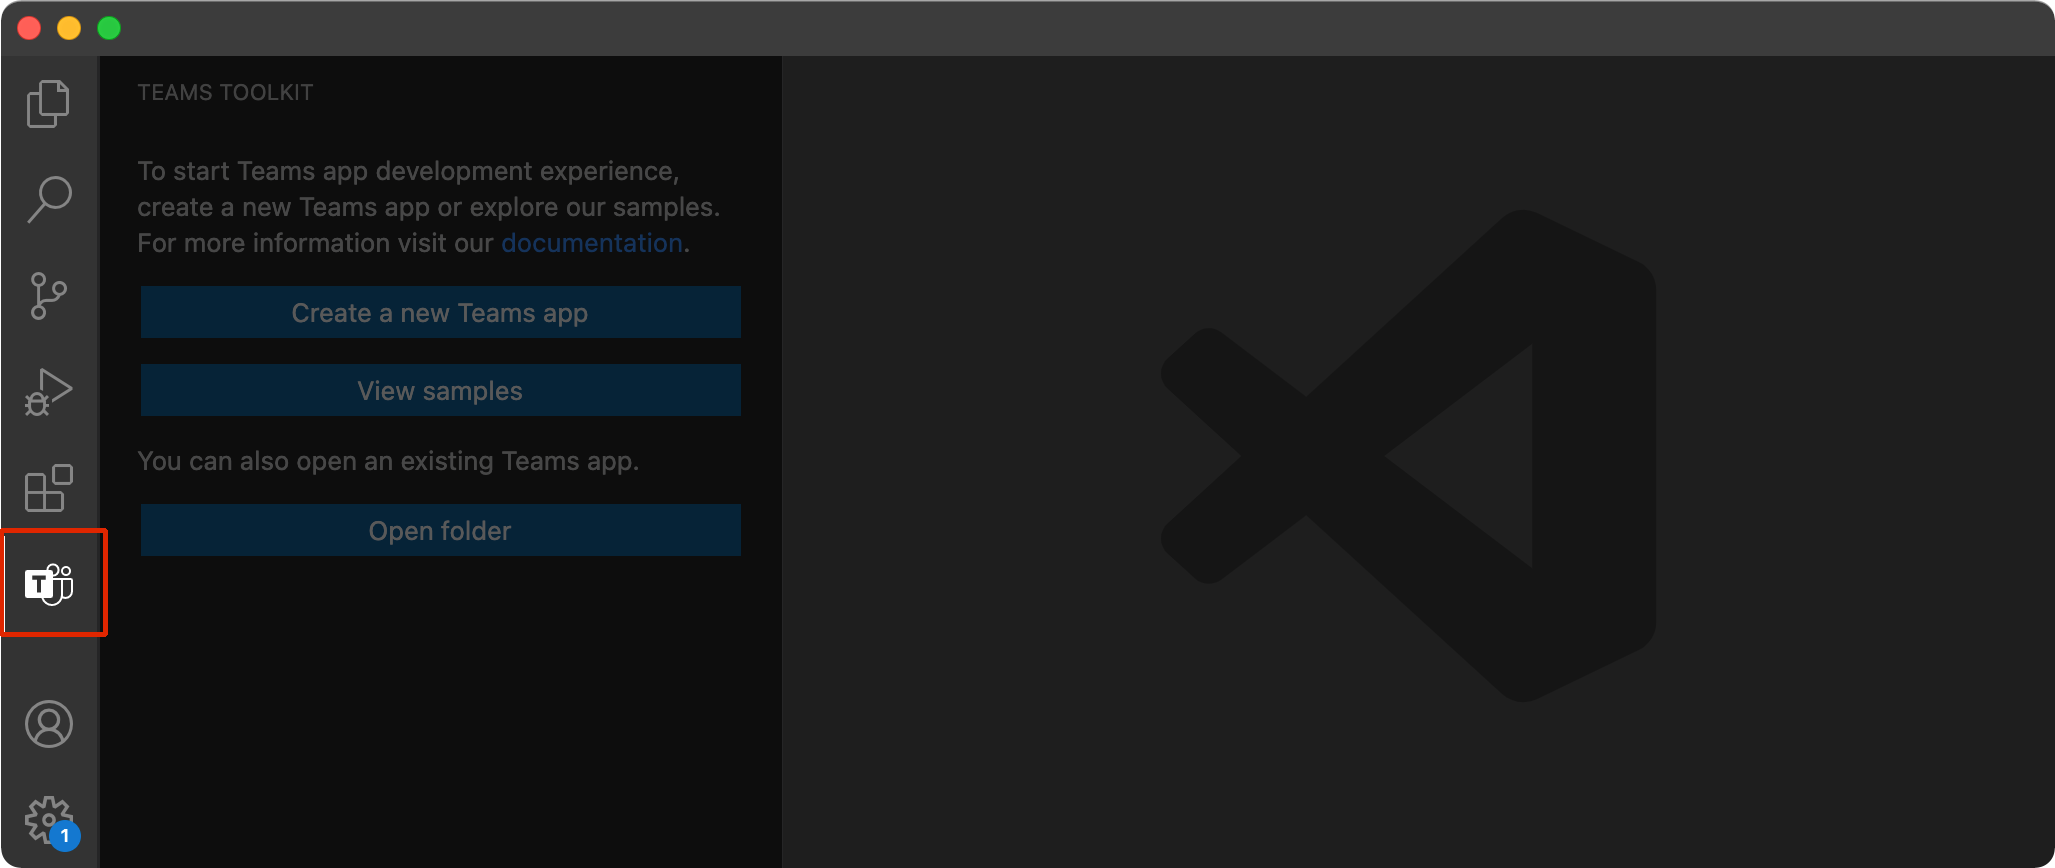 TEAMS TOOLKIT
To start Teams app development experience,
create a new Teams app or explore our samples.
For more information visit our documentation.
Create a new Teams app
View samples
You can also open an existing Teams app.
Open folder
T
1